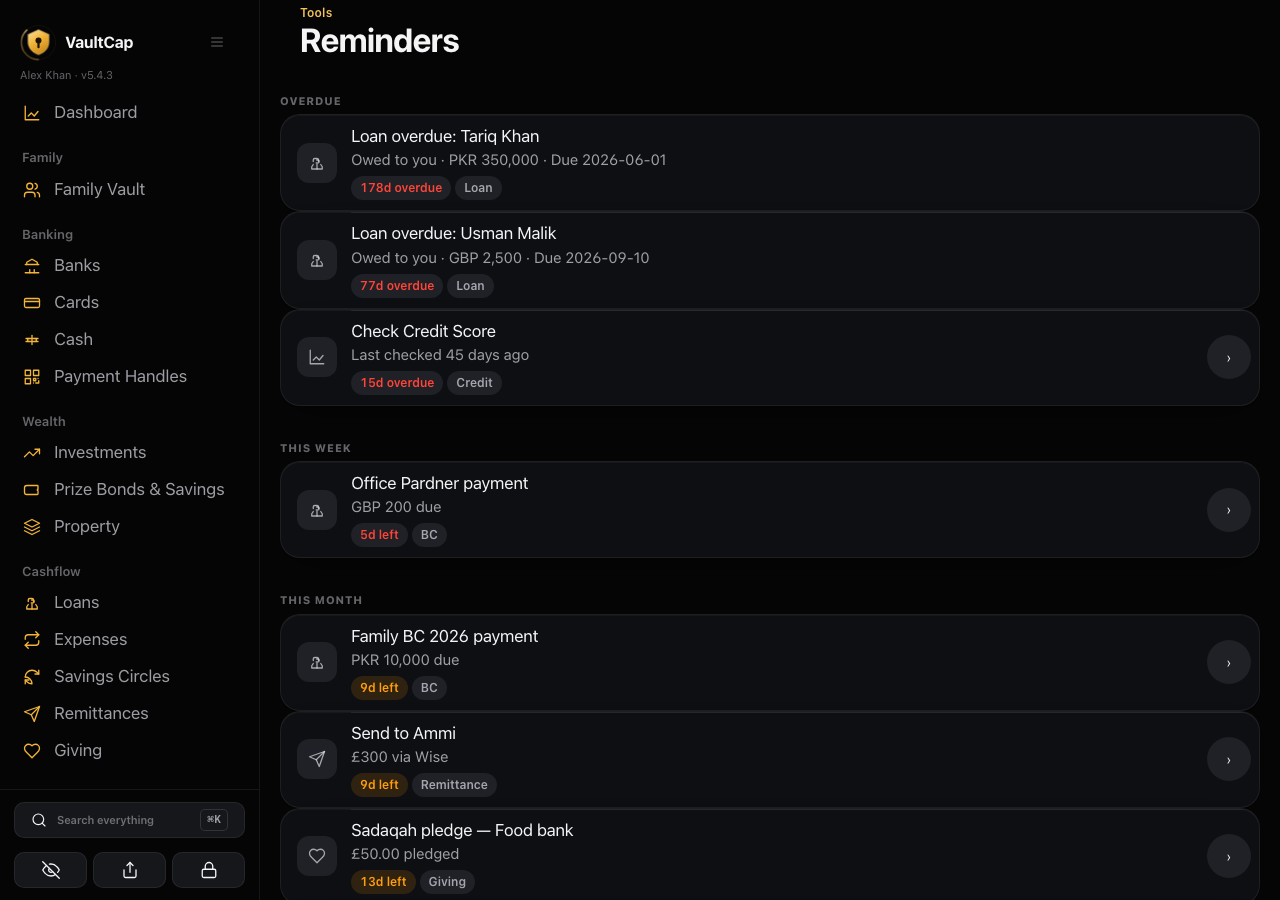 VaultCap
Alex Khan · v5.4.3
Dashboard
Family
Family Vault
Banking
Banks
Cards
Cash
Payment Handles
Wealth
Investments
Prize Bonds & Savings
Property
Cashflow
Loans
Expenses
Savings Circles
Remittances
Giving
Search everything ⌘K
Tools
Reminders
OVERDUE
Loan overdue: Tariq Khan
Owed to you · PKR 350,000 · Due 2026-06-01
178d overdue Loan
Loan overdue: Usman Malik
Owed to you · GBP 2,500 · Due 2026-09-10
77d overdue Loan
Check Credit Score
Last checked 45 days ago
15d overdue Credit
THIS WEEK
Office Pardner payment
GBP 200 due
5d left BC
THIS MONTH
Family BC 2026 payment
PKR 10,000 due
9d left BC
Send to Ammi
£300 via Wise
9d left Remittance
Sadaqah pledge — Food bank
£50.00 pledged
13d left Giving